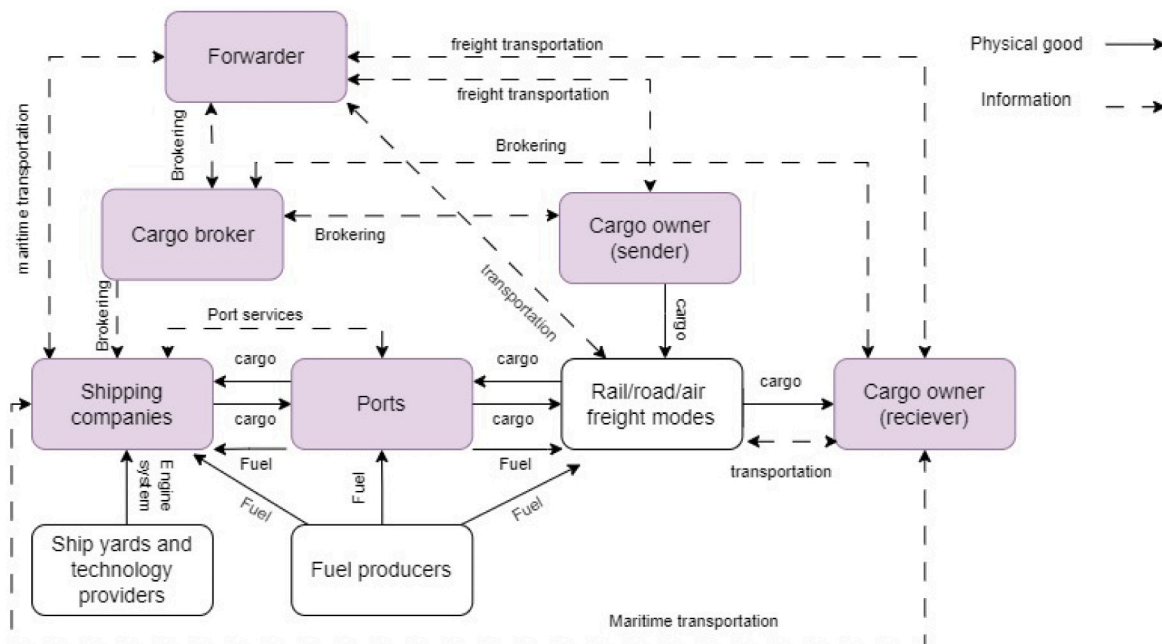 Forwarder
freight transportation
freight transportation
Physical good
Information
maritime transportation
Brokering
Brokering
Cargo broker
Brokering
Cargo owner
(sender)
transportation
cargo
Brokering
Port services
Shipping
companies
cargo
cargo
Fuel
Ports
cargo
cargo
Fuel
Rail/road/air
freight modes
cargo
transportation
Cargo owner
(reciever)
Engine
system
Fuel
Fuel
Fuel
Ship yards and
technology
providers
Fuel producers
Maritime transportation